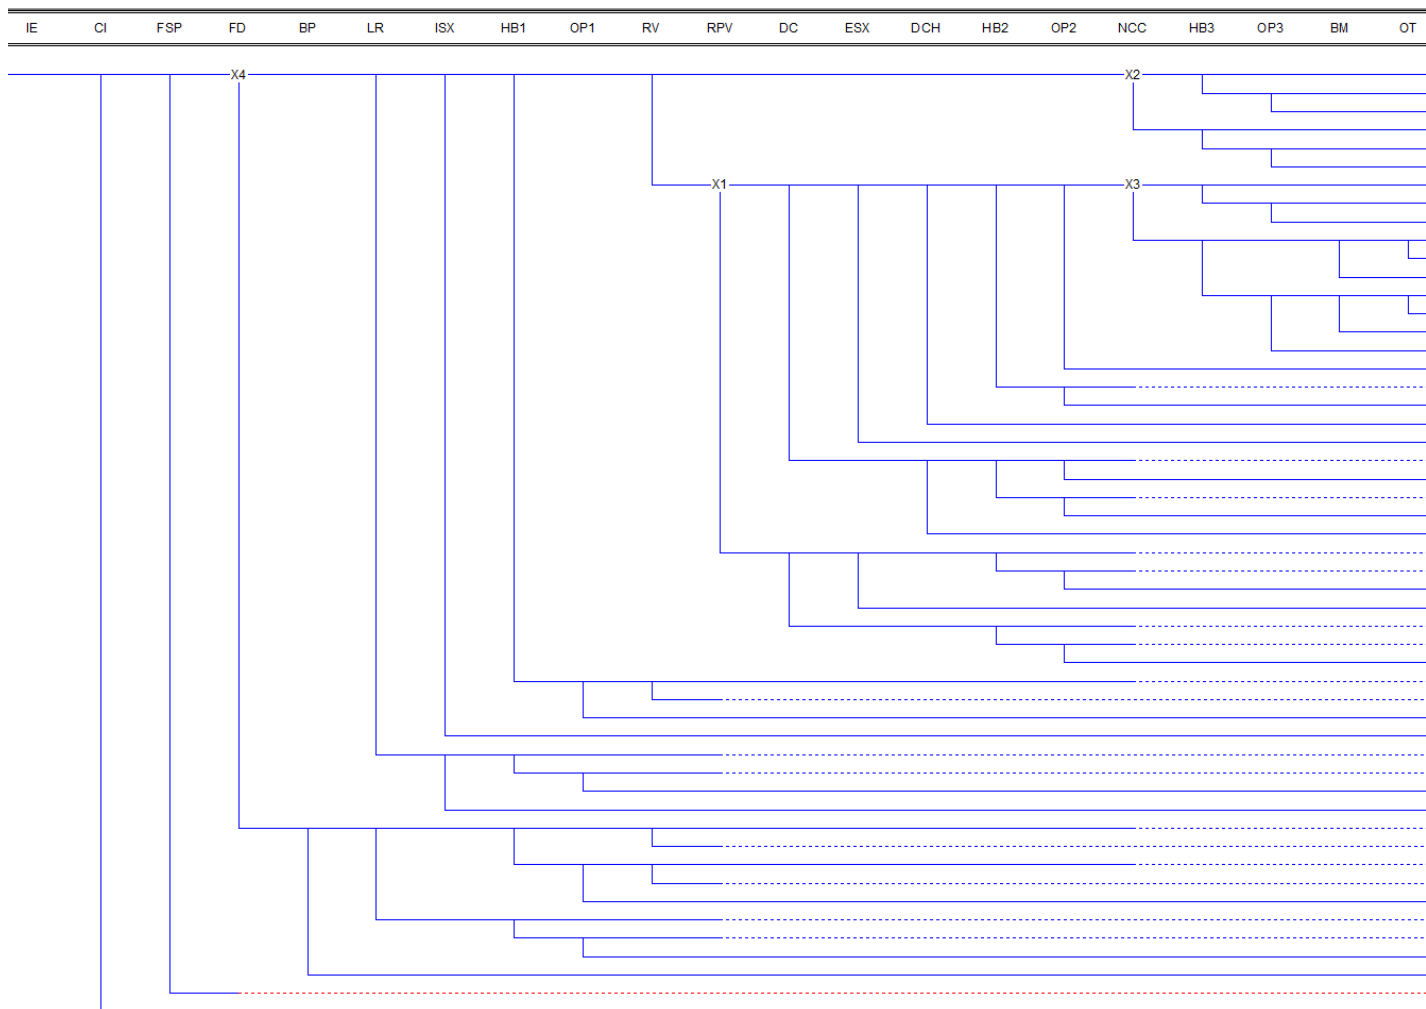 IE CI FSP FD BP LR ISX HB1 OP1 RV RPV DC ESX DCH HB2 OP2 NCC HB3 OP3 BM OT
X4 X2
X1 X3